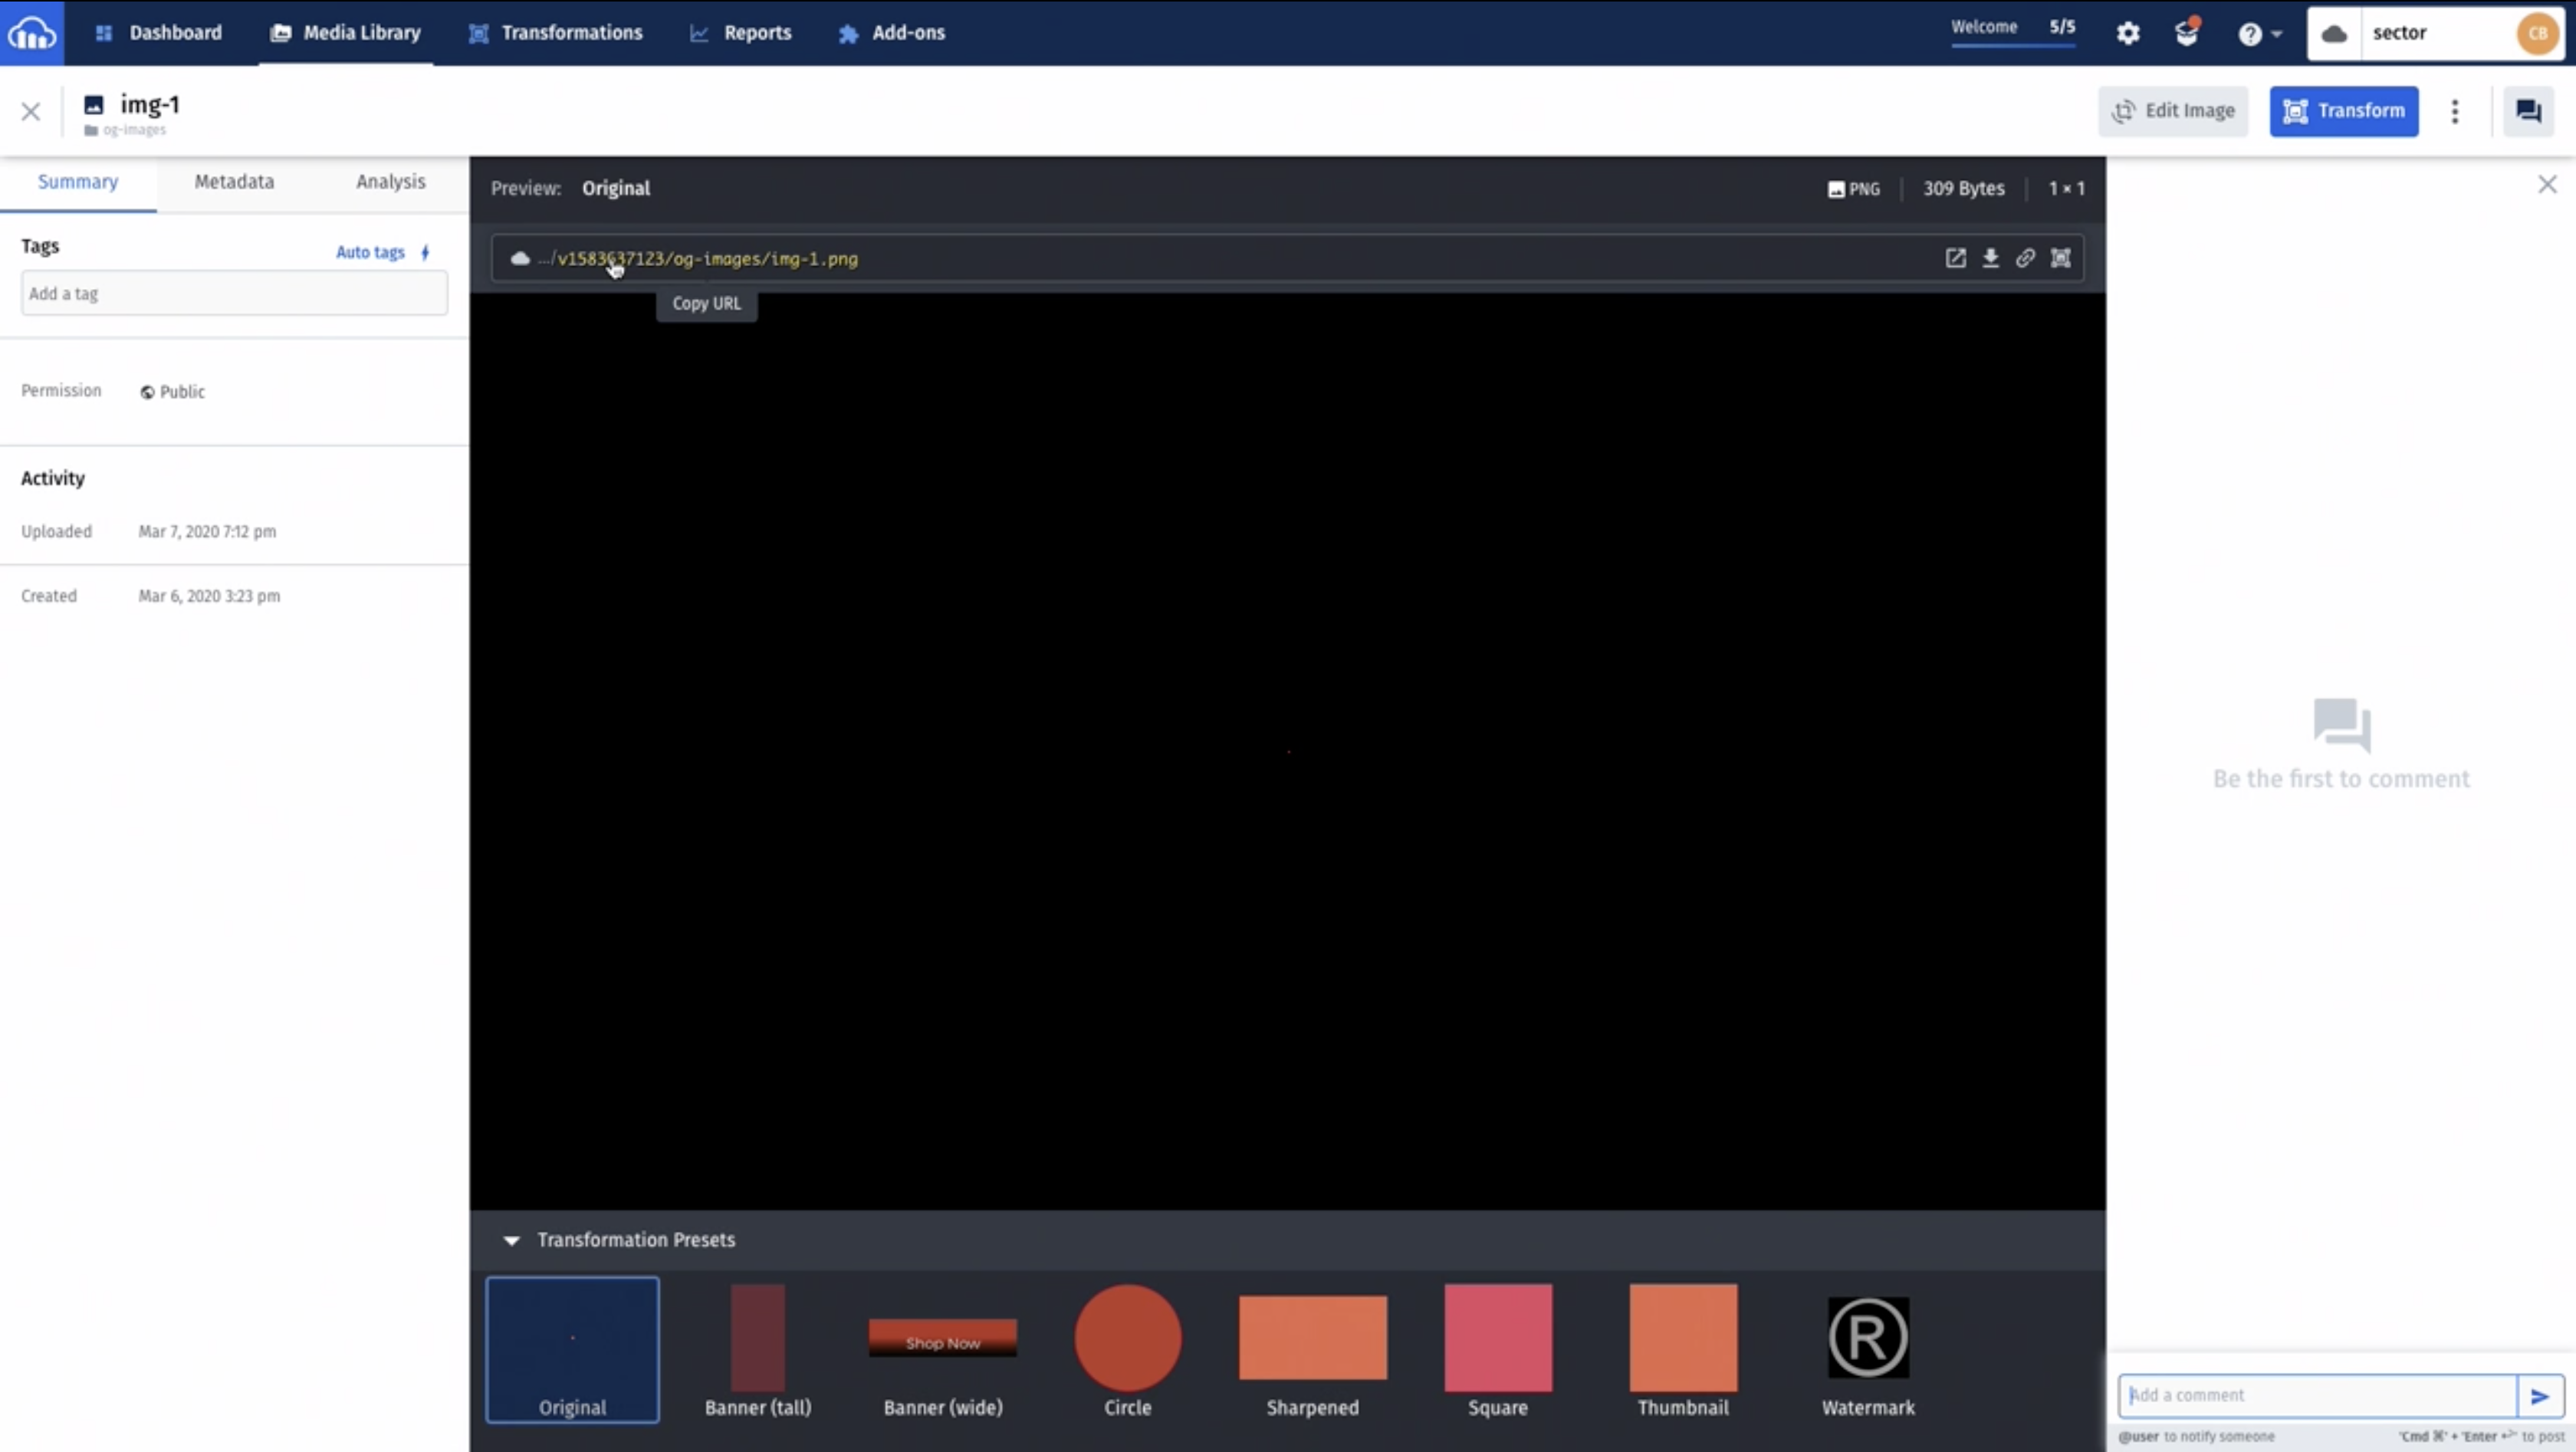 Dashboard Media Library Transformations Reports Add-ons Welcome 5/5 sector CB
img-1
og-images
Edit Image Transform
Summary Metadata Analysis
Preview: Original PNG 309 Bytes 1 × 1
Tags
Auto tags
Add a tag
.../v1583637123/og-images/img-1.png
Copy URL
Permission Public
Activity
Uploaded Mar 7, 2020 7:12 pm
Created Mar 6, 2020 3:23 pm
Be the first to comment
Transformation Presets
Shop Now
R
Original Banner (tall) Banner (wide) Circle Sharpened Square Thumbnail Watermark
Add a comment
@user to notify someone 'Cmd ⌘' + 'Enter ↩' to post